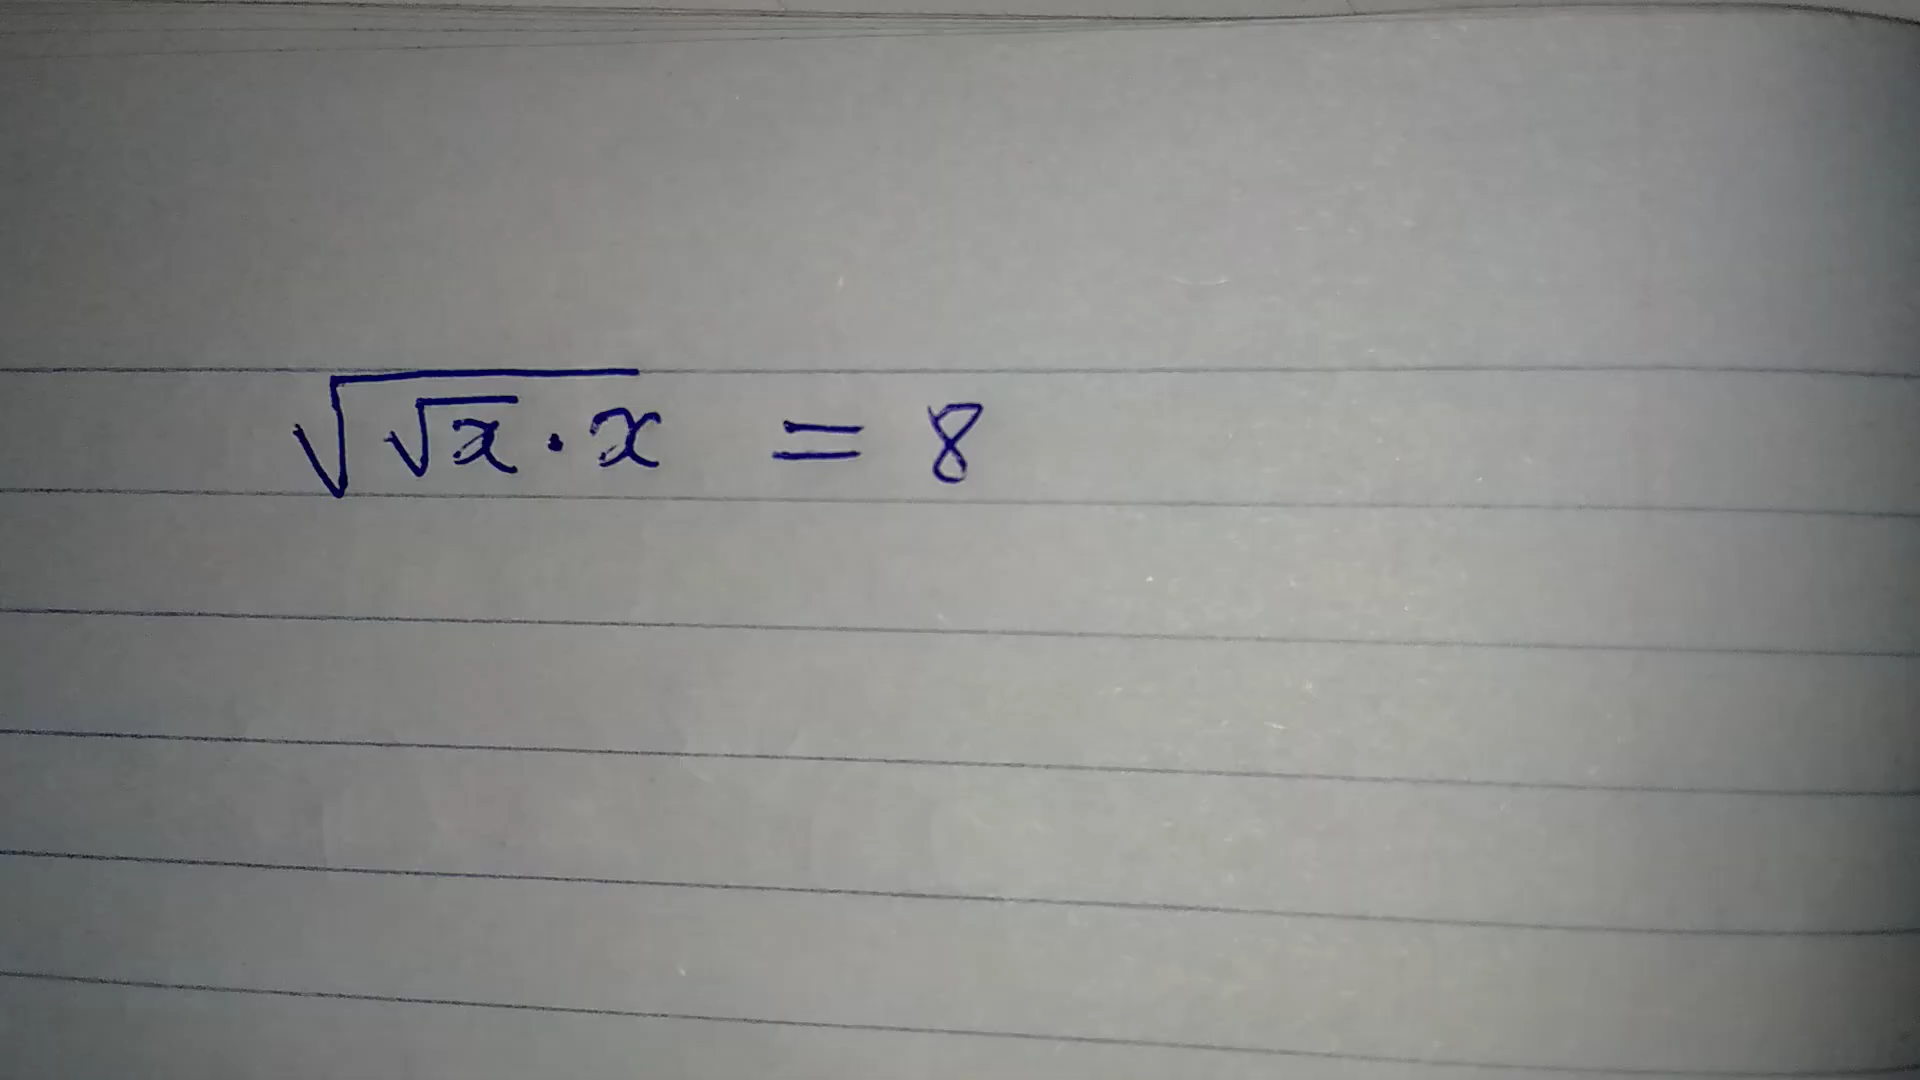 √(√x · x) = 8